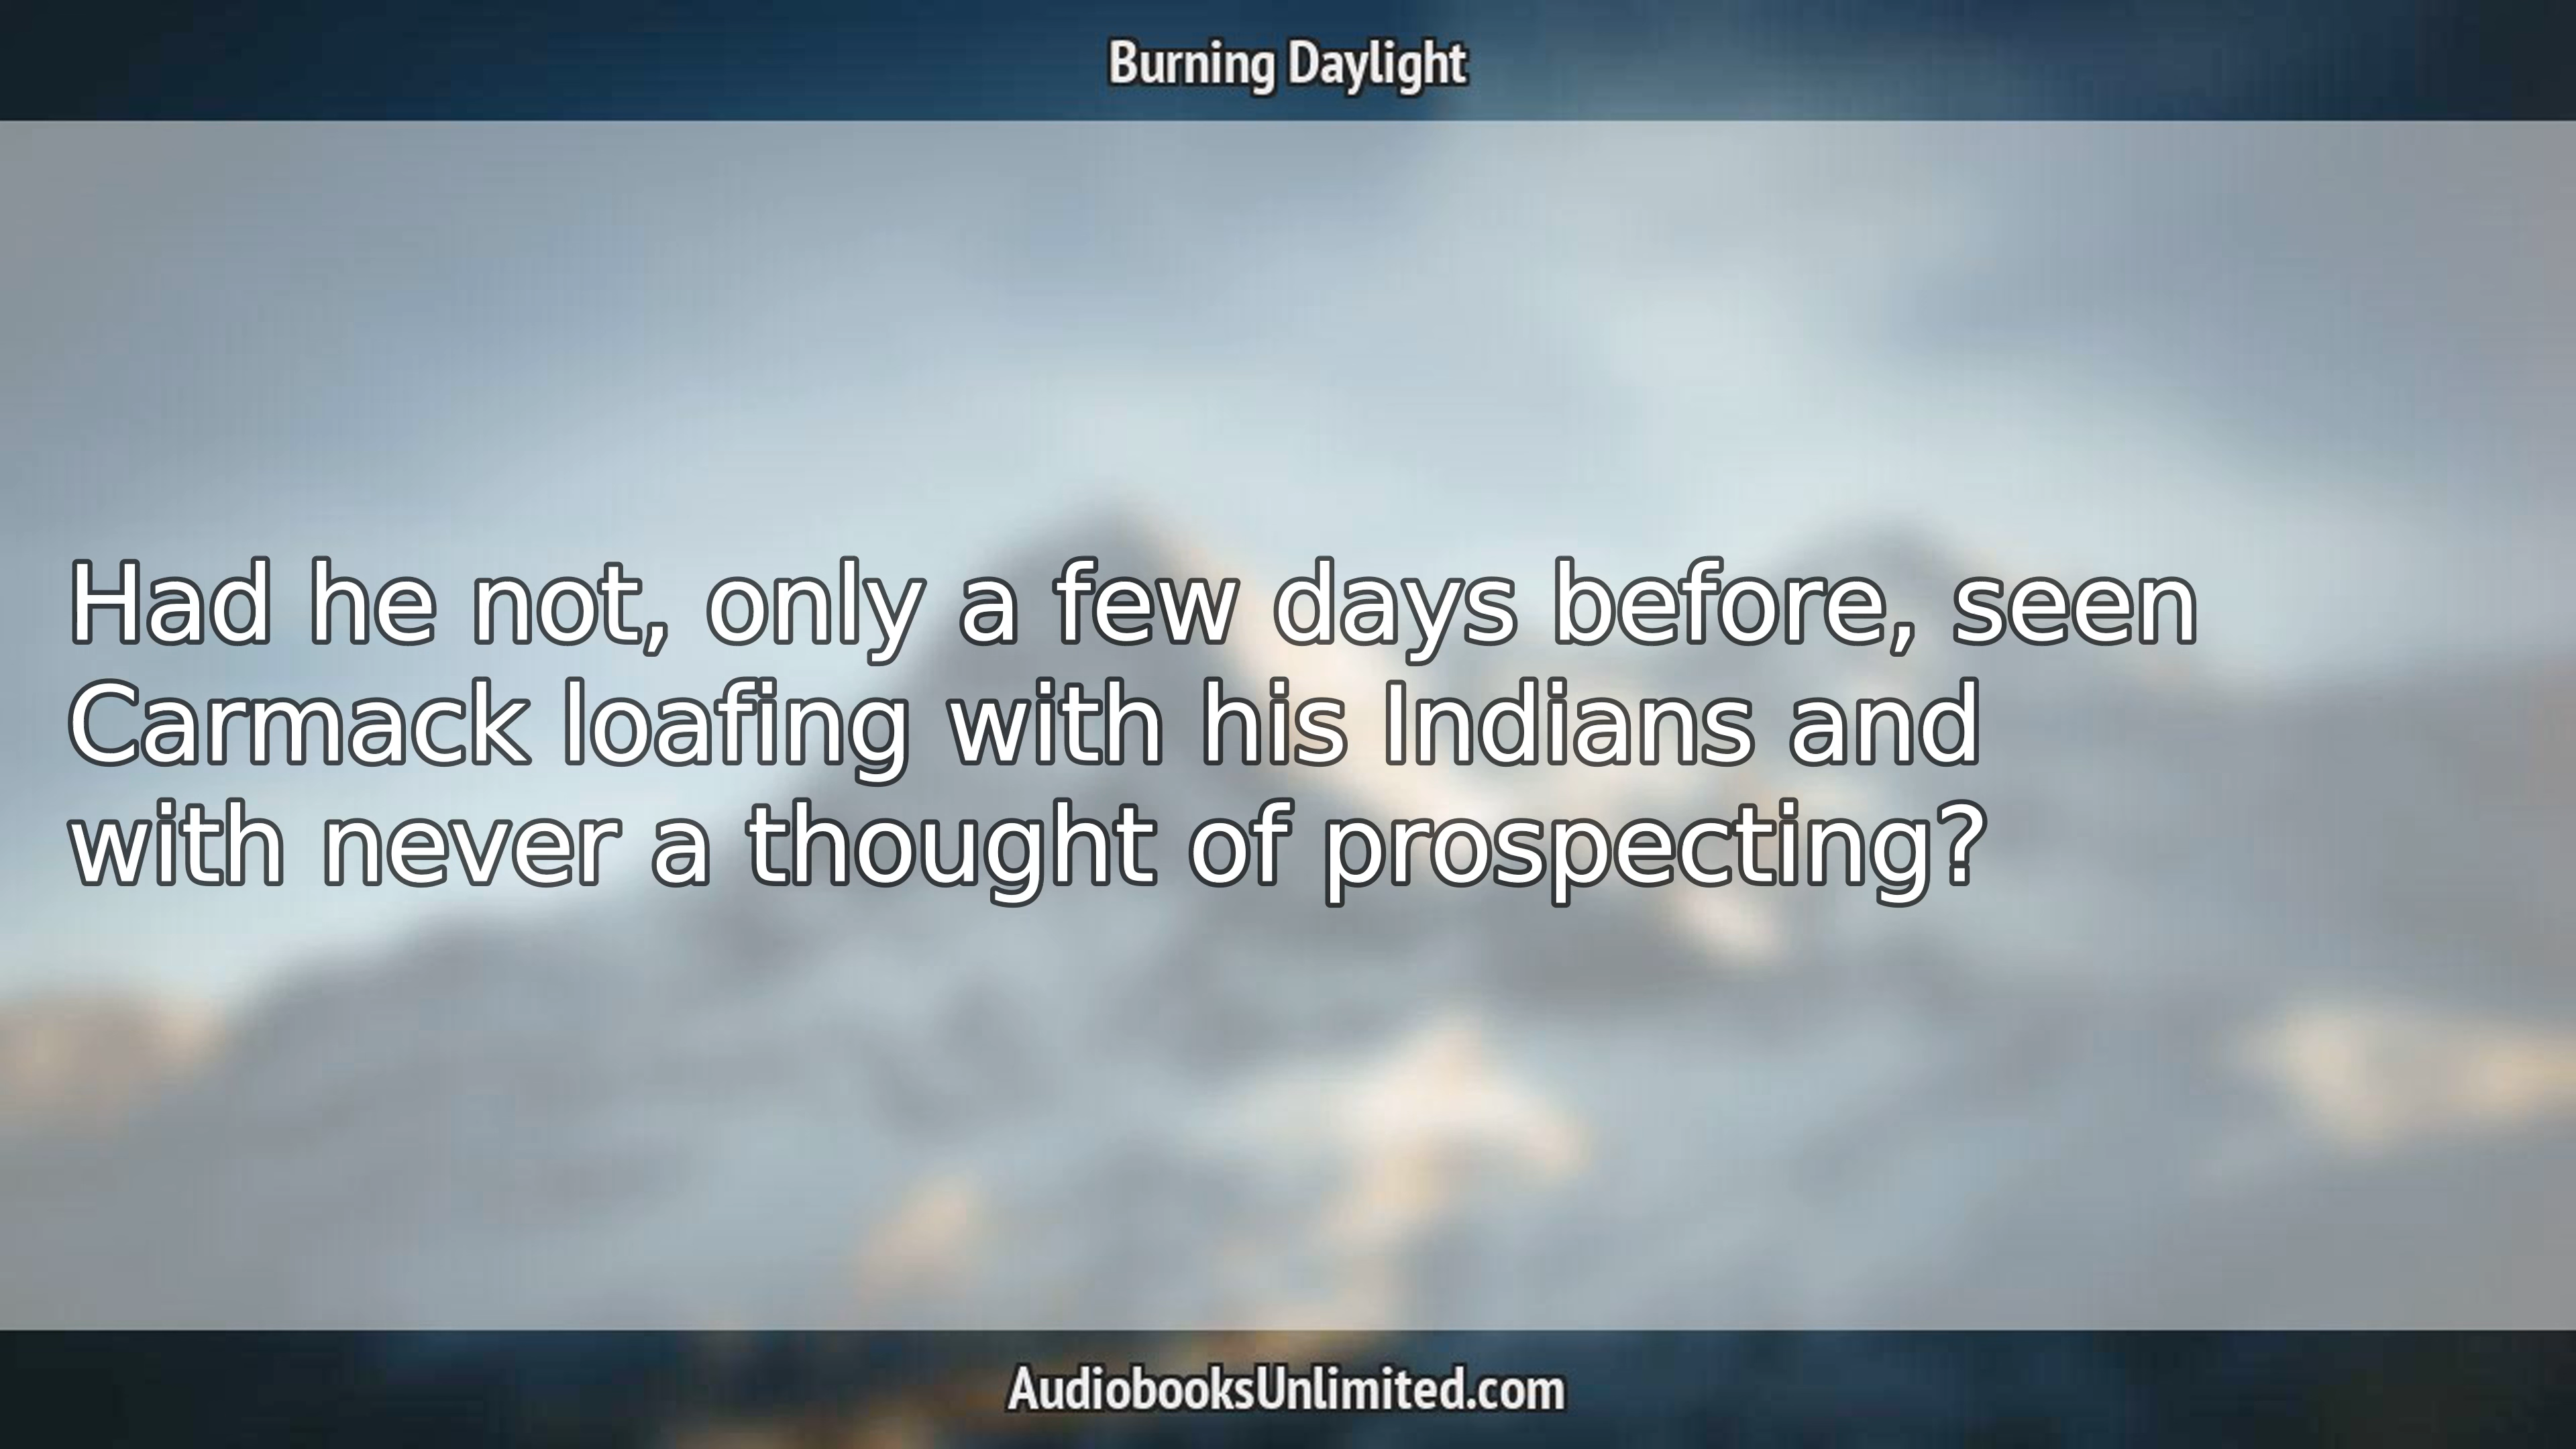 Burning Daylight
Had he not, only a few days before, seen
Carmack loafing with his Indians and
with never a thought of prospecting?
AudiobooksUnlimited.com